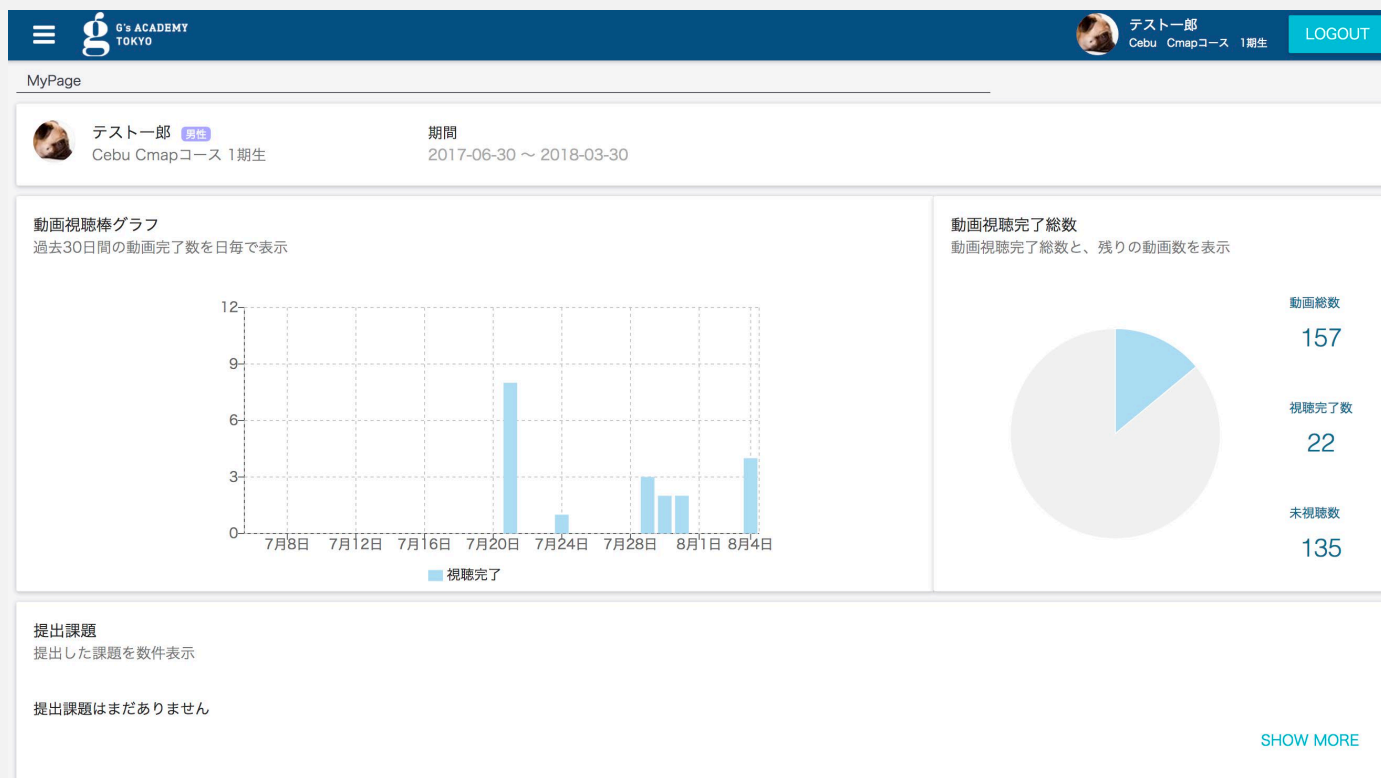 g G's ACADEMY
TOKYO
テスト一郎
Cebu Cmapコース 1期生
LOGOUT
MyPage
テスト一郎 男性
Cebu Cmapコース 1期生
期間
2017-06-30 ～ 2018-03-30
動画視聴棒グラフ
過去30日間の動画完了数を日毎で表示
12
9
6
3
0
7月8日 7月12日 7月16日 7月20日 7月24日 7月28日 8月1日 8月4日
視聴完了
動画視聴完了総数
動画視聴完了総数と、残りの動画数を表示
動画総数
157
視聴完了数
22
未視聴数
135
提出課題
提出した課題を数件表示
提出課題はまだありません
SHOW MORE